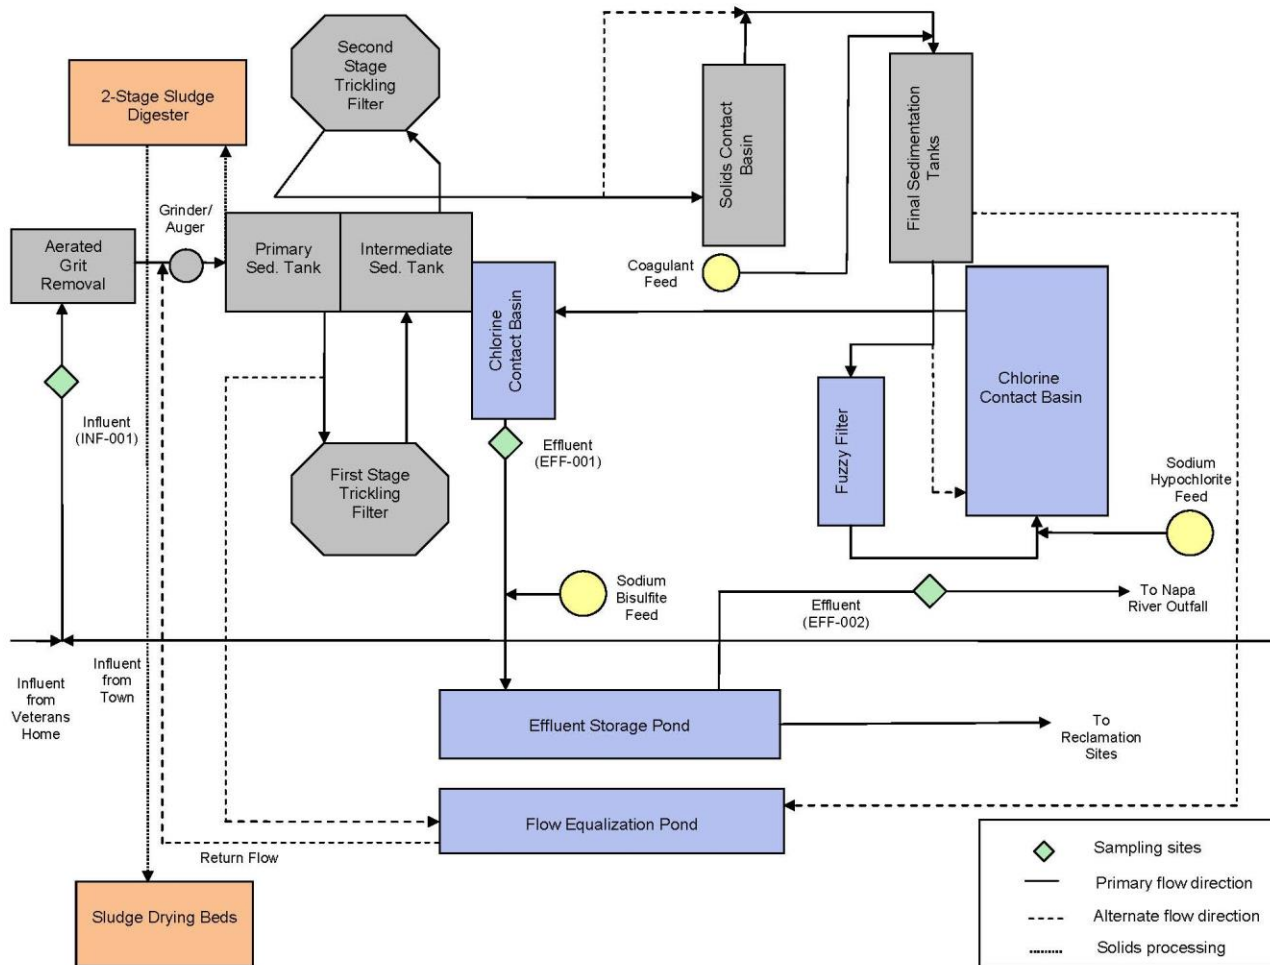 Second
Stage
Trickling
Filter
2-Stage Sludge
Digester
Solids Contact
Basin
Final Sedimentation
Tanks
Grinder/
Auger
Aerated
Grit
Removal
Primary
Sed. Tank
Intermediate
Sed. Tank
Coagulant
Feed
Chlorine
Contact Basin
Chlorine
Contact Basin
Influent
(INF-001)
Effluent
(EFF-001)
Fuzzy Filter
First Stage
Trickling
Filter
Sodium
Hypochlorite
Feed
Sodium
Bisulfite
Feed
Effluent
(EFF-002)
To Napa
River Outfall
Influent
from
Veterans
Home
Influent
from
Town
Effluent Storage Pond
To
Reclamation
Sites
Flow Equalization Pond
Return Flow
Sludge Drying Beds
Sampling sites
Primary flow direction
Alternate flow direction
Solids processing